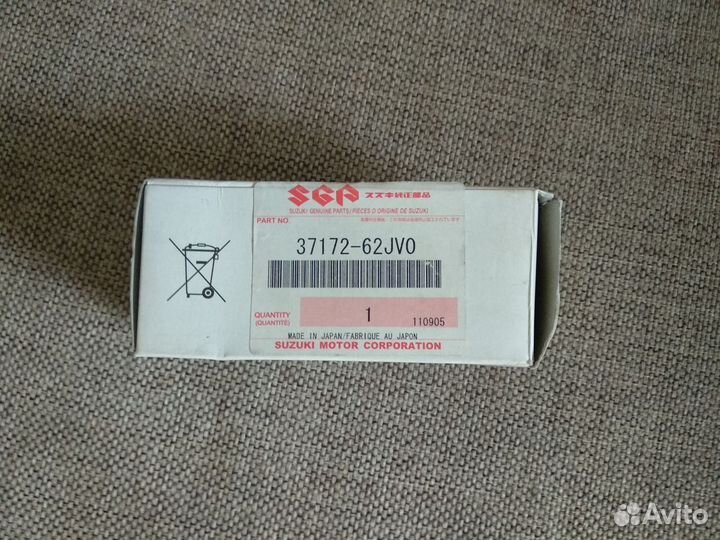 SGP スズキ純正部品
SUZUKI GENUINE PARTS/PIECES D ORIGINE DE SUZUKI
PART NO.
37172-62JV0
QUANTITY 1
(QUANTITE) 110905
MADE IN JAPAN/FABRIQUE AU JAPON
SUZUKI MOTOR CORPORATION
Avito